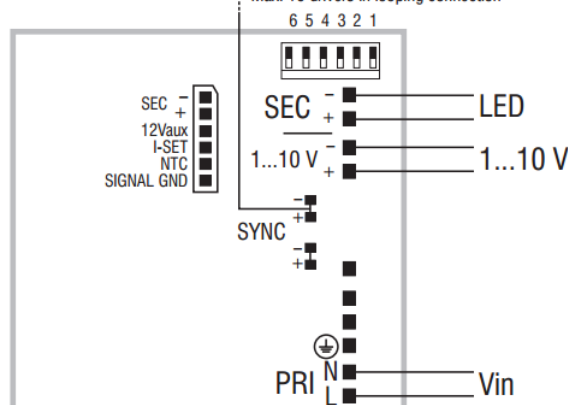 6 5 4 3 2 1
SEC -
+
12Vaux
I-SET
NTC
SIGNAL GND
SEC -
+
LED
1...10 V -
+
1...10 V
-
+
SYNC
-
+
PRI N
L
Vin